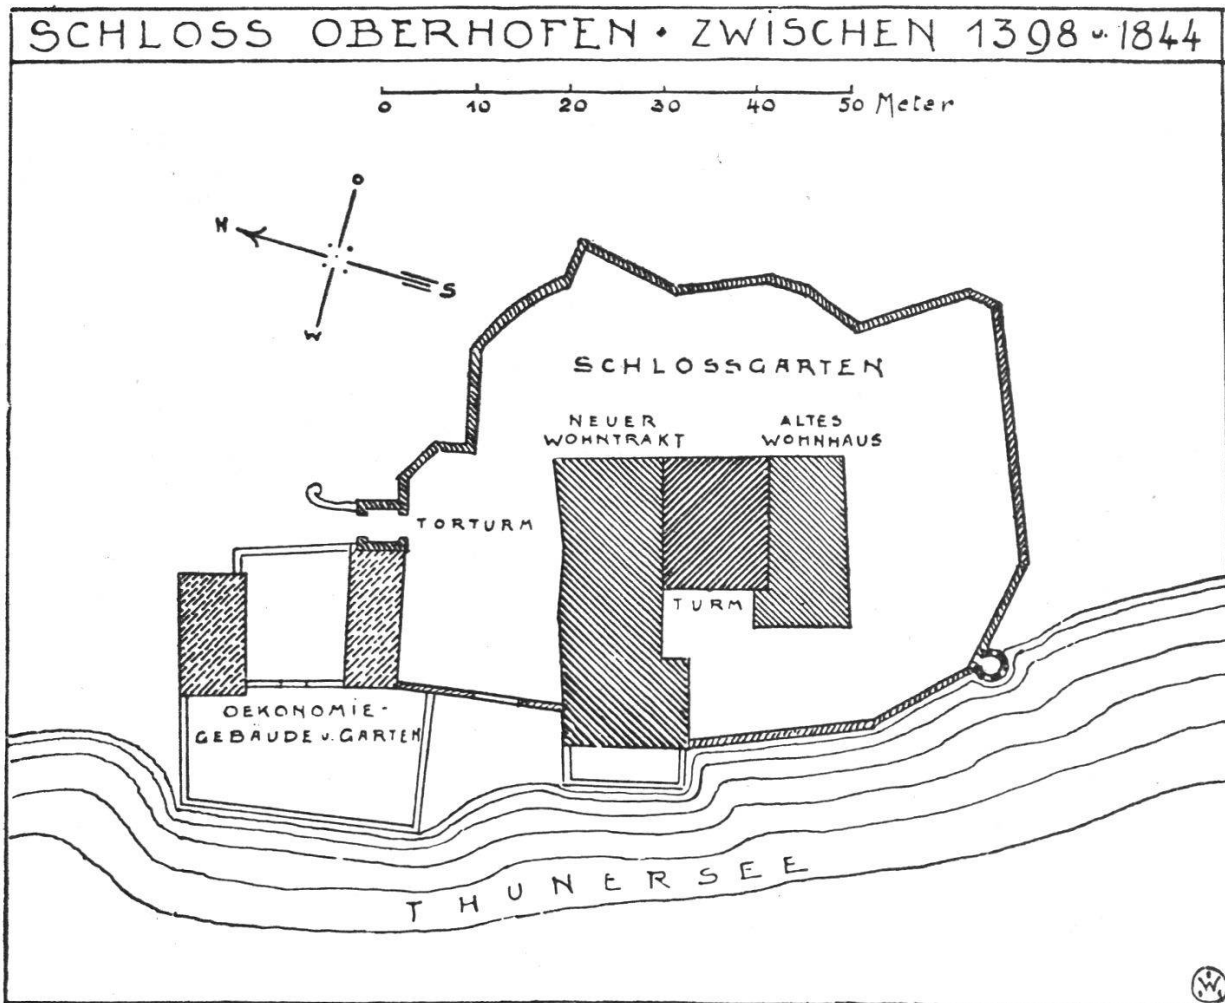 SCHLOSS OBERHOFEN · ZWISCHEN 1398 u. 1844
0 10 20 30 40 50 Meter
O
N
S
W
SCHLOSSGARTEN
NEUER
WOHNTRAKT
ALTES
WOHNHAUS
TORTURM
TURM
OEKONOMIE-
GEBÄUDE u. GARTEN
THUNERSEE
W